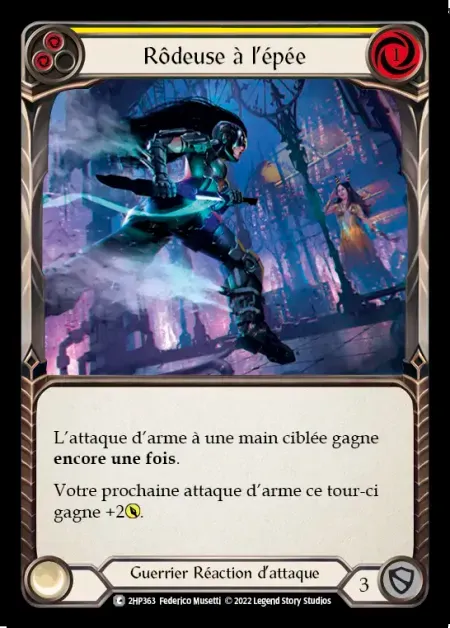 Rôdeuse à l'épée
1
L'attaque d'arme à une main ciblée gagne
encore une fois.
Votre prochaine attaque d'arme ce tour-ci
gagne +2.
Guerrier Réaction d'attaque
3
C 2HP363 Federico Musetti © 2022 Legend Story Studios